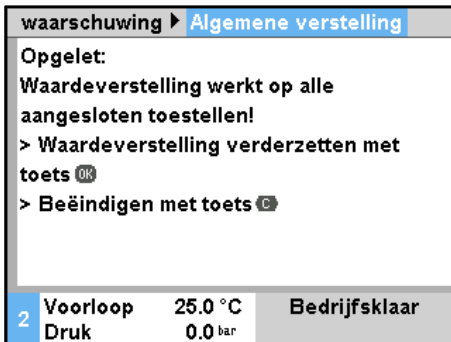 waarschuwing ▶ Algemene verstelling
Opgelet:
Waardeverstelling werkt op alle
aangesloten toestellen!
> Waardeverstelling verderzetten met
toets OK
> Beëindigen met toets C
2 Voorloop 25.0 °C Bedrijfsklaar
Druk 0.0 bar